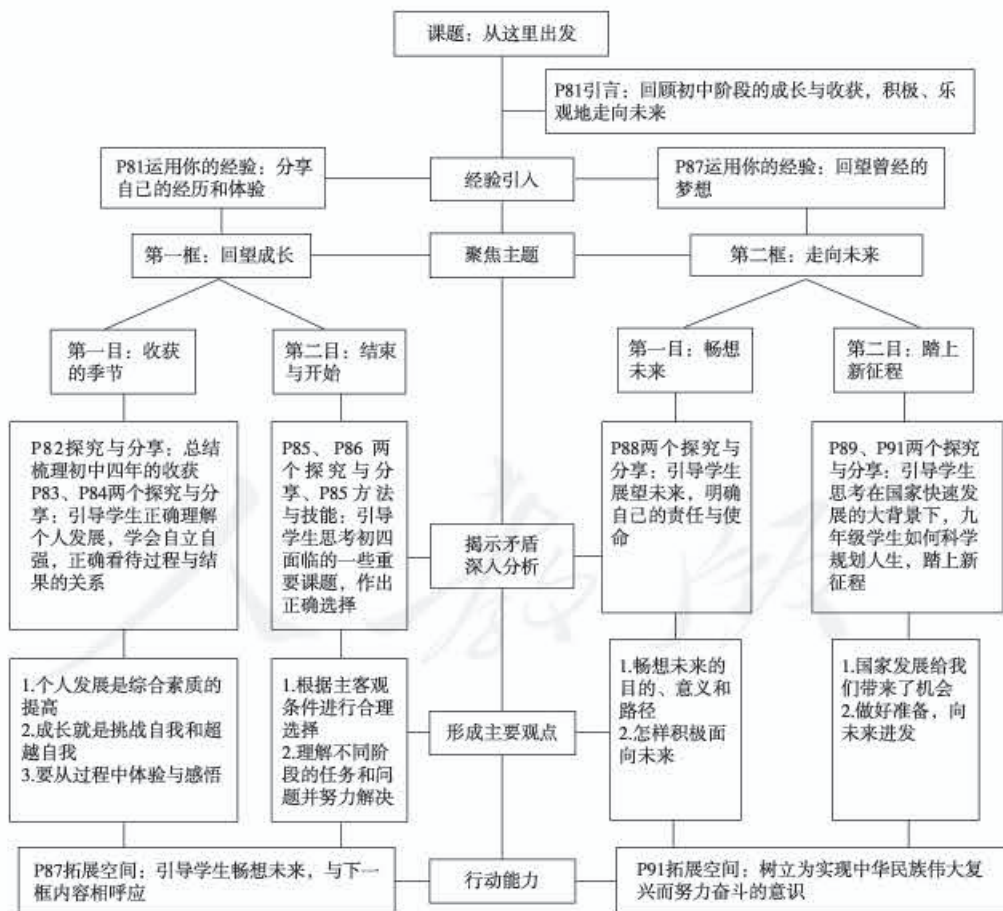 课题：从这里出发
P81引言：回顾初中阶段的成长与收获，积极、乐
观地走向未来
P81运用你的经验：分享
自己的经历和体验
经验引入
P87运用你的经验：回望曾经的
梦想
第一框：回望成长
聚焦主题
第二框：走向未来
第一目：收获
的季节
第二目：结束
与开始
第一目：畅想
未来
第二目：踏上
新征程
P82探究与分享：总结
梳理初中四年的收获
P83、P84两个探究与分
享：引导学生正确理解
个人发展，学会自立自
强，正确看待过程与结
果的关系
P85、P86 两
个探究与分
享、P85方法
与技能：引导
学生思考初四
面临的一些重
要课题，作出
正确选择
揭示矛盾
深入分析
P88两个探究与
分享：引导学生
展望未来，明确
自己的责任与使
命
P89、P91两个探究
与分享：引导学生
思考在国家快速发
展的大背景下，九
年级学生如何科学
规划人生，踏上新
征程
1.个人发展是综合素质的
提高
2.成长就是挑战自我和超
越自我
3.要从过程中体验与感悟
1.根据主客观
条件进行合理
选择
2.理解不同阶
段的任务和问
题并努力解决
形成主要观点
1.畅想未来的
目的、意义和
路径
2.怎样积极面
向未来
1.国家发展给我
们带来了机会
2.做好准备，向
未来进发
P87拓展空间：引导学生畅想未来，与下一
框内容相呼应
行动能力
P91拓展空间：树立为实现中华民族伟大复
兴而努力奋斗的意识